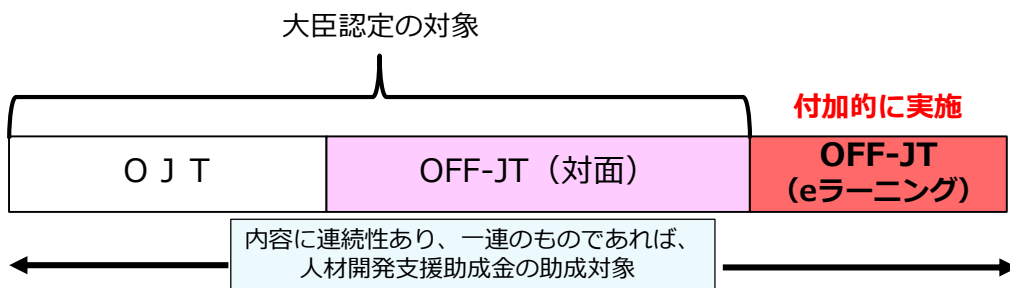 大臣認定の対象
付加的に実施
ＯＪＴ
OFF-JT（対面）
OFF-JT
（eラーニング）
内容に連続性あり、一連のものであれば、
人材開発支援助成金の助成対象